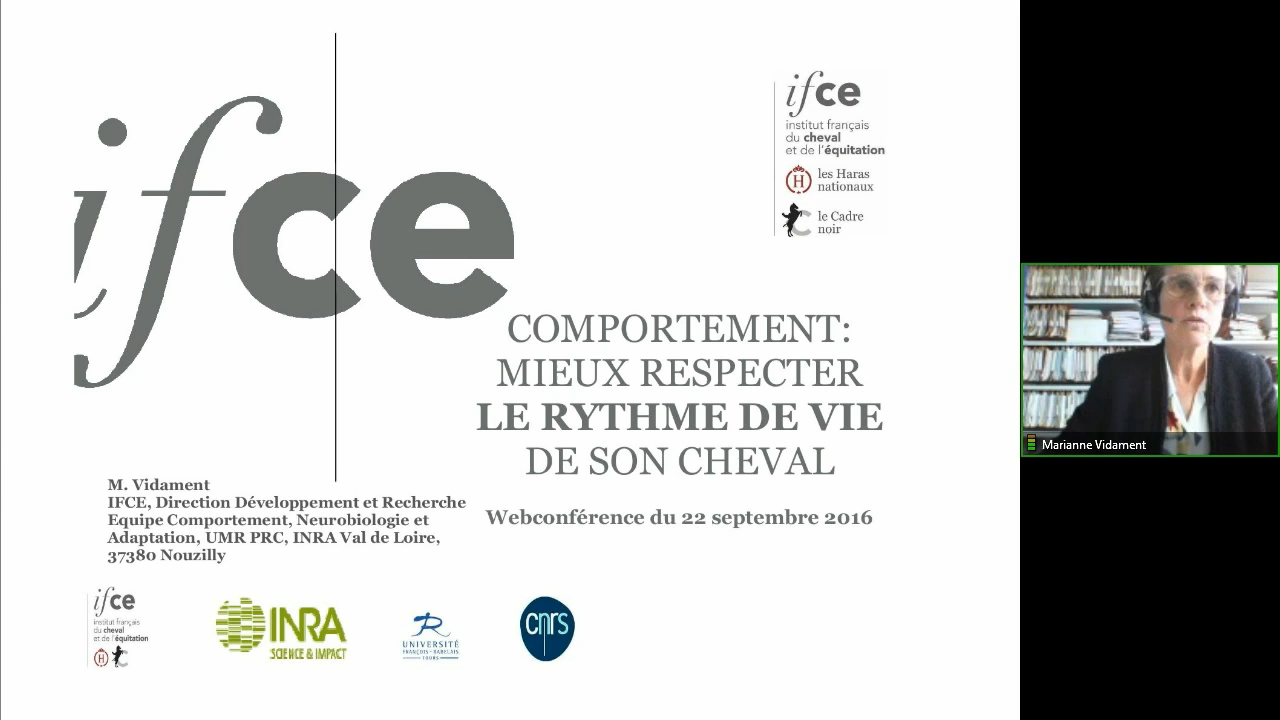 ifce
ifce
institut français
du cheval
et de l'équitation
H
les Haras
nationaux
le Cadre
noir
COMPORTEMENT:
MIEUX RESPECTER
LE RYTHME DE VIE
DE SON CHEVAL
M. Vidament
IFCE, Direction Développement et Recherche
Equipe Comportement, Neurobiologie et
Adaptation, UMR PRC, INRA Val de Loire,
37380 Nouzilly
Webconférence du 22 septembre 2016
Marianne Vidament
ifce
institut français
du cheval
et de l'équitation
H
INRA
SCIENCE & IMPACT
R
UNIVERSITÉ
FRANÇOIS - RABELAIS
TOURS
cnrs